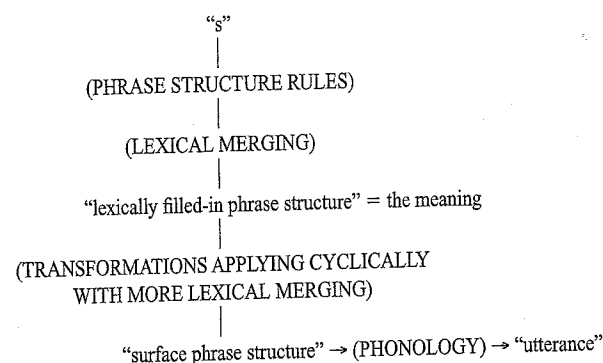 “s”
(PHRASE STRUCTURE RULES)
(LEXICAL MERGING)
“lexically filled-in phrase structure” = the meaning
(TRANSFORMATIONS APPLYING CYCLICALLY
WITH MORE LEXICAL MERGING)
“surface phrase structure” → (PHONOLOGY) → “utterance”